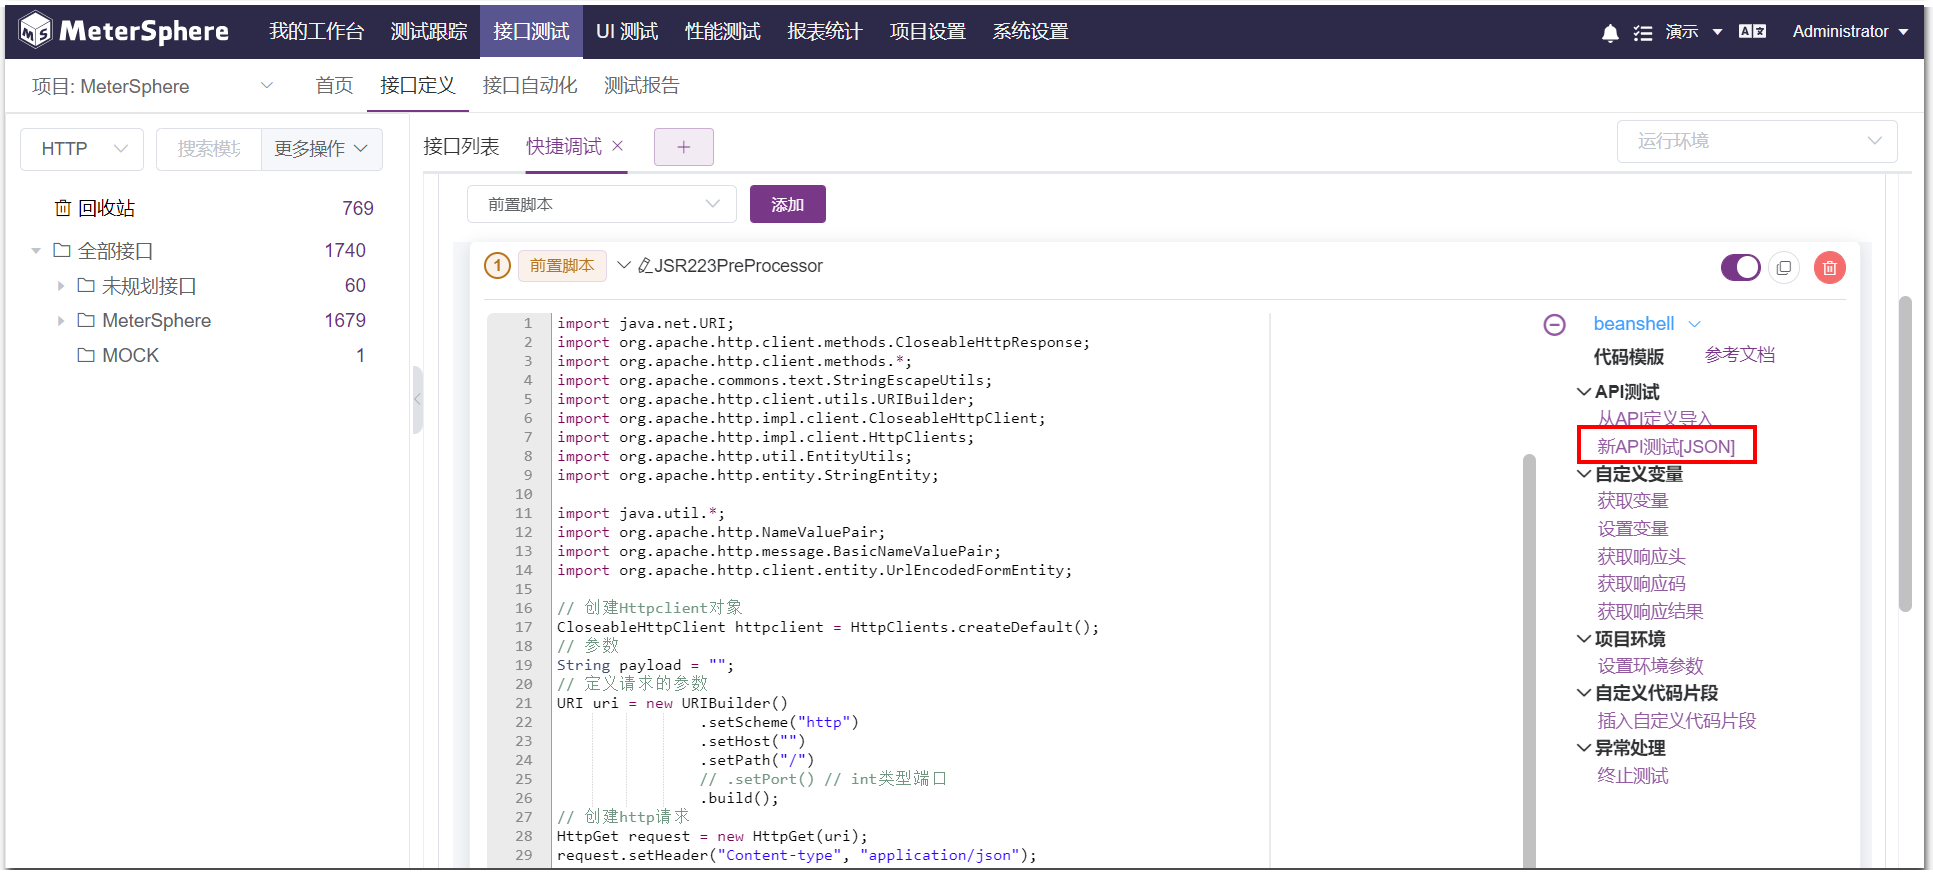 MeterSphere 我的工作台 测试跟踪 接口测试 UI 测试 性能测试 报表统计 项目设置 系统设置 演示 Administrator
项目: MeterSphere 首页 接口定义 接口自动化 测试报告
HTTP 更多操作
接口列表 快捷调试 +
运行环境
回收站 769
全部接口 1740
未规划接口 60
MeterSphere 1679
MOCK 1
前置脚本 添加
1 前置脚本 JSR223PreProcessor
1 import java.net.URI;
2 import org.apache.http.client.methods.CloseableHttpResponse;
3 import org.apache.http.client.methods.*;
4 import org.apache.commons.text.StringEscapeUtils;
5 import org.apache.http.client.utils.URIBuilder;
6 import org.apache.http.impl.client.CloseableHttpClient;
7 import org.apache.http.impl.client.HttpClients;
8 import org.apache.http.util.EntityUtils;
9 import org.apache.http.entity.StringEntity;
10
11 import java.util.*;
12 import org.apache.http.NameValuePair;
13 import org.apache.http.message.BasicNameValuePair;
14 import org.apache.http.client.entity.UrlEncodedFormEntity;
15
16 // 创建Httpclient对象
17 CloseableHttpClient httpclient = HttpClients.createDefault();
18 // 参数
19 String payload = "";
20 // 定义请求的参数
21 URI uri = new URIBuilder()
22 .setScheme("http")
23 .setHost("")
24 .setPath("/")
25 // .setPort() // int类型端口
26 .build();
27 // 创建http请求
28 HttpGet request = new HttpGet(uri);
29 request.setHeader("Content-type", "application/json");
beanshell
代码模版 参考文档
API测试
从API定义导入
新API测试[JSON]
自定义变量
获取变量
设置变量
获取响应头
获取响应码
获取响应结果
项目环境
设置环境参数
自定义代码片段
插入自定义代码片段
异常处理
终止测试